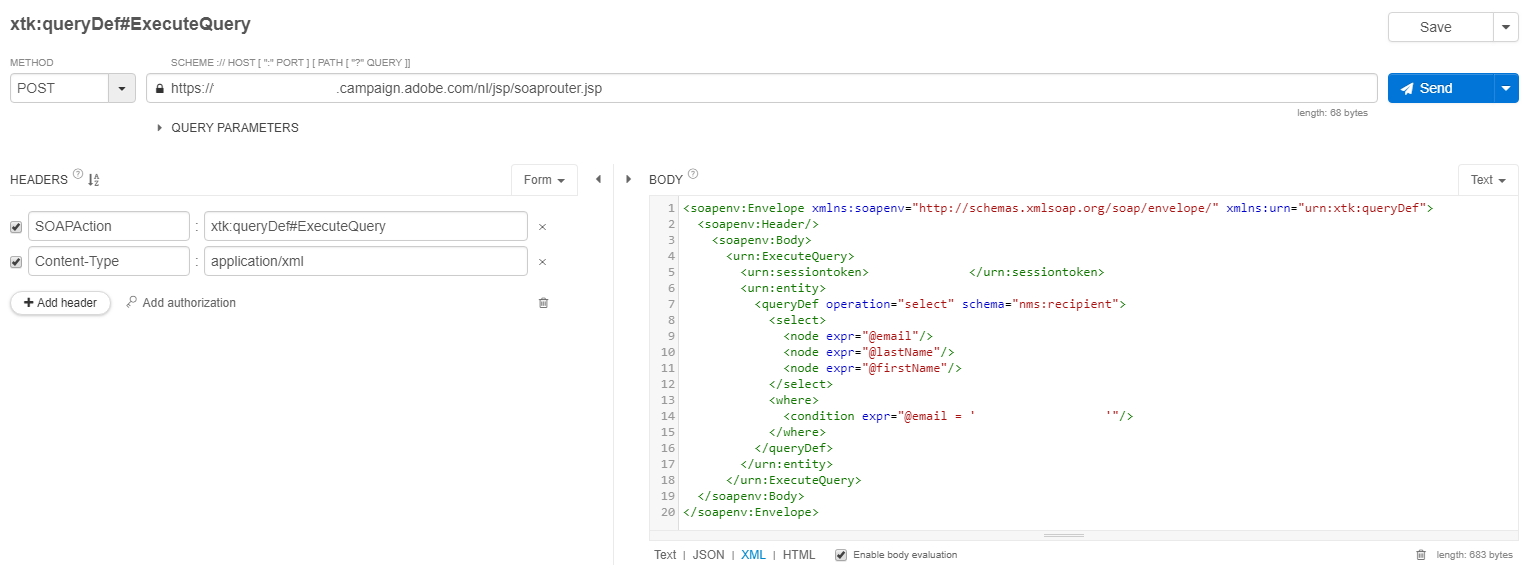 xtk:queryDef#ExecuteQuery
Save
METHOD
SCHEME :// HOST [ ":" PORT ] [ PATH [ "?" QUERY ]]
POST
https:// .campaign.adobe.com/nl/jsp/soaprouter.jsp
Send
length: 68 bytes
QUERY PARAMETERS
HEADERS ? A Z
Form
BODY ?
Text
SOAPAction : xtk:queryDef#ExecuteQuery ×
Content-Type : application/xml ×
+ Add header
Add authorization
1 <soapenv:Envelope xmlns:soapenv="http://schemas.xmlsoap.org/soap/envelope/" xmlns:urn="urn:xtk:queryDef">
2 <soapenv:Header/>
3 <soapenv:Body>
4 <urn:ExecuteQuery>
5 <urn:sessiontoken> </urn:sessiontoken>
6 <urn:entity>
7 <queryDef operation="select" schema="nms:recipient">
8 <select>
9 <node expr="@email"/>
10 <node expr="@lastName"/>
11 <node expr="@firstName"/>
12 </select>
13 <where>
14 <condition expr="@email = ' '"/>
15 </where>
16 </queryDef>
17 </urn:entity>
18 </urn:ExecuteQuery>
19 </soapenv:Body>
20 </soapenv:Envelope>
Text | JSON | XML | HTML
Enable body evaluation
length: 683 bytes